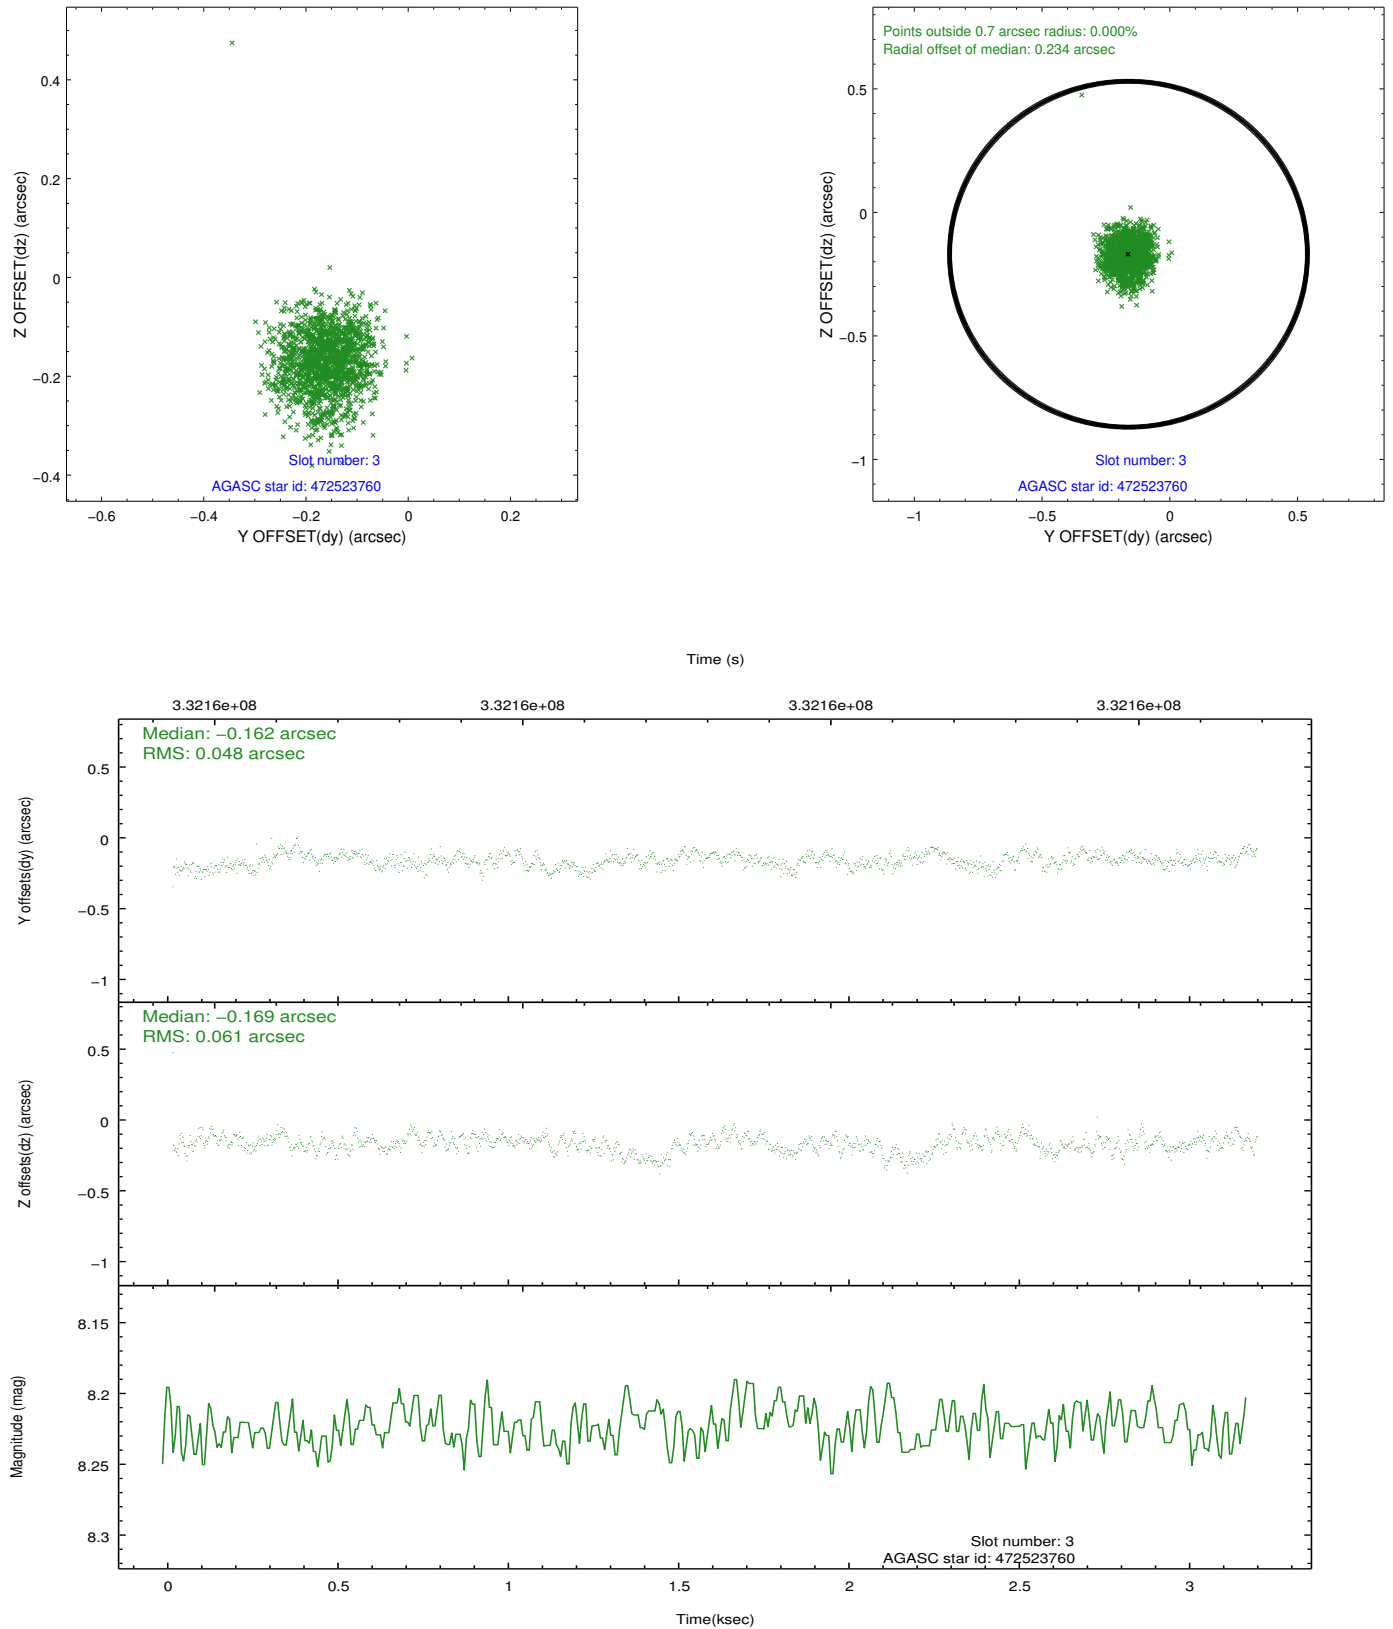 0.4
0.2
0
−0.2
−0.4
Z OFFSET(dz) (arcsec)
Slot number: 3
AGASC star id: 472523760
−0.6
−0.4
−0.2
0
0.2
Y OFFSET(dy) (arcsec)
Points outside 0.7 arcsec radius: 0.000%
Radial offset of median: 0.234 arcsec
0.5
0
−0.5
−1
Z OFFSET(dz) (arcsec)
Slot number: 3
AGASC star id: 472523760
−1
−0.5
0
0.5
Y OFFSET(dy) (arcsec)
Time (s)
3.3216e+08
3.3216e+08
3.3216e+08
3.3216e+08
Median: −0.162 arcsec
RMS: 0.048 arcsec
0.5
0
−0.5
−1
Y offsets(dy) (arcsec)
Median: −0.169 arcsec
RMS: 0.061 arcsec
0.5
0
−0.5
−1
Z offsets(dz) (arcsec)
8.15
8.2
8.25
8.3
Magnitude (mag)
Slot number: 3
AGASC star id: 472523760
0
0.5
1
1.5
2
2.5
3
Time(ksec)